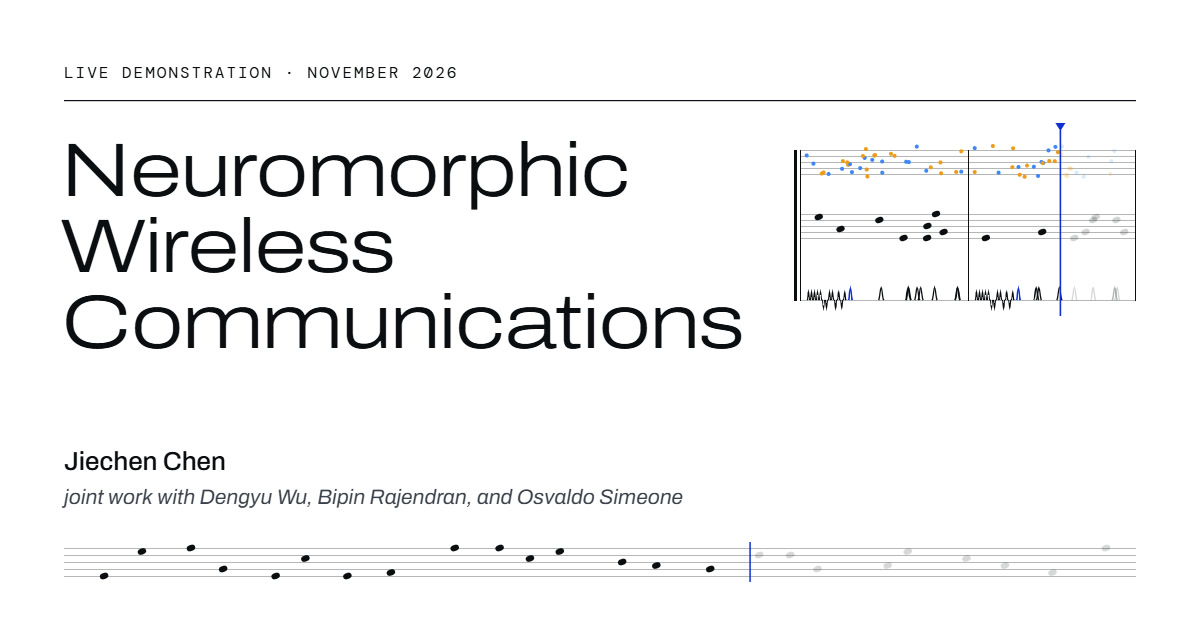 LIVE DEMONSTRATION · NOVEMBER 2026
Neuromorphic
Wireless
Communications
Jiechen Chen
joint work with Dengyu Wu, Bipin Rajendran, and Osvaldo Simeone